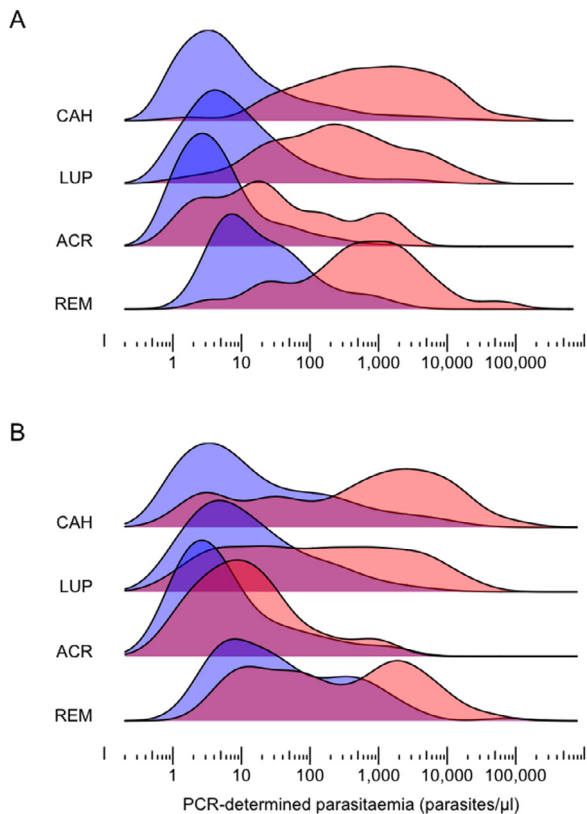 A
CAH
LUP
ACR
REM
1 10 100 1,000 10,000 100,000
B
CAH
LUP
ACR
REM
1 10 100 1,000 10,000 100,000
PCR-determined parasitaemia (parasites/µl)